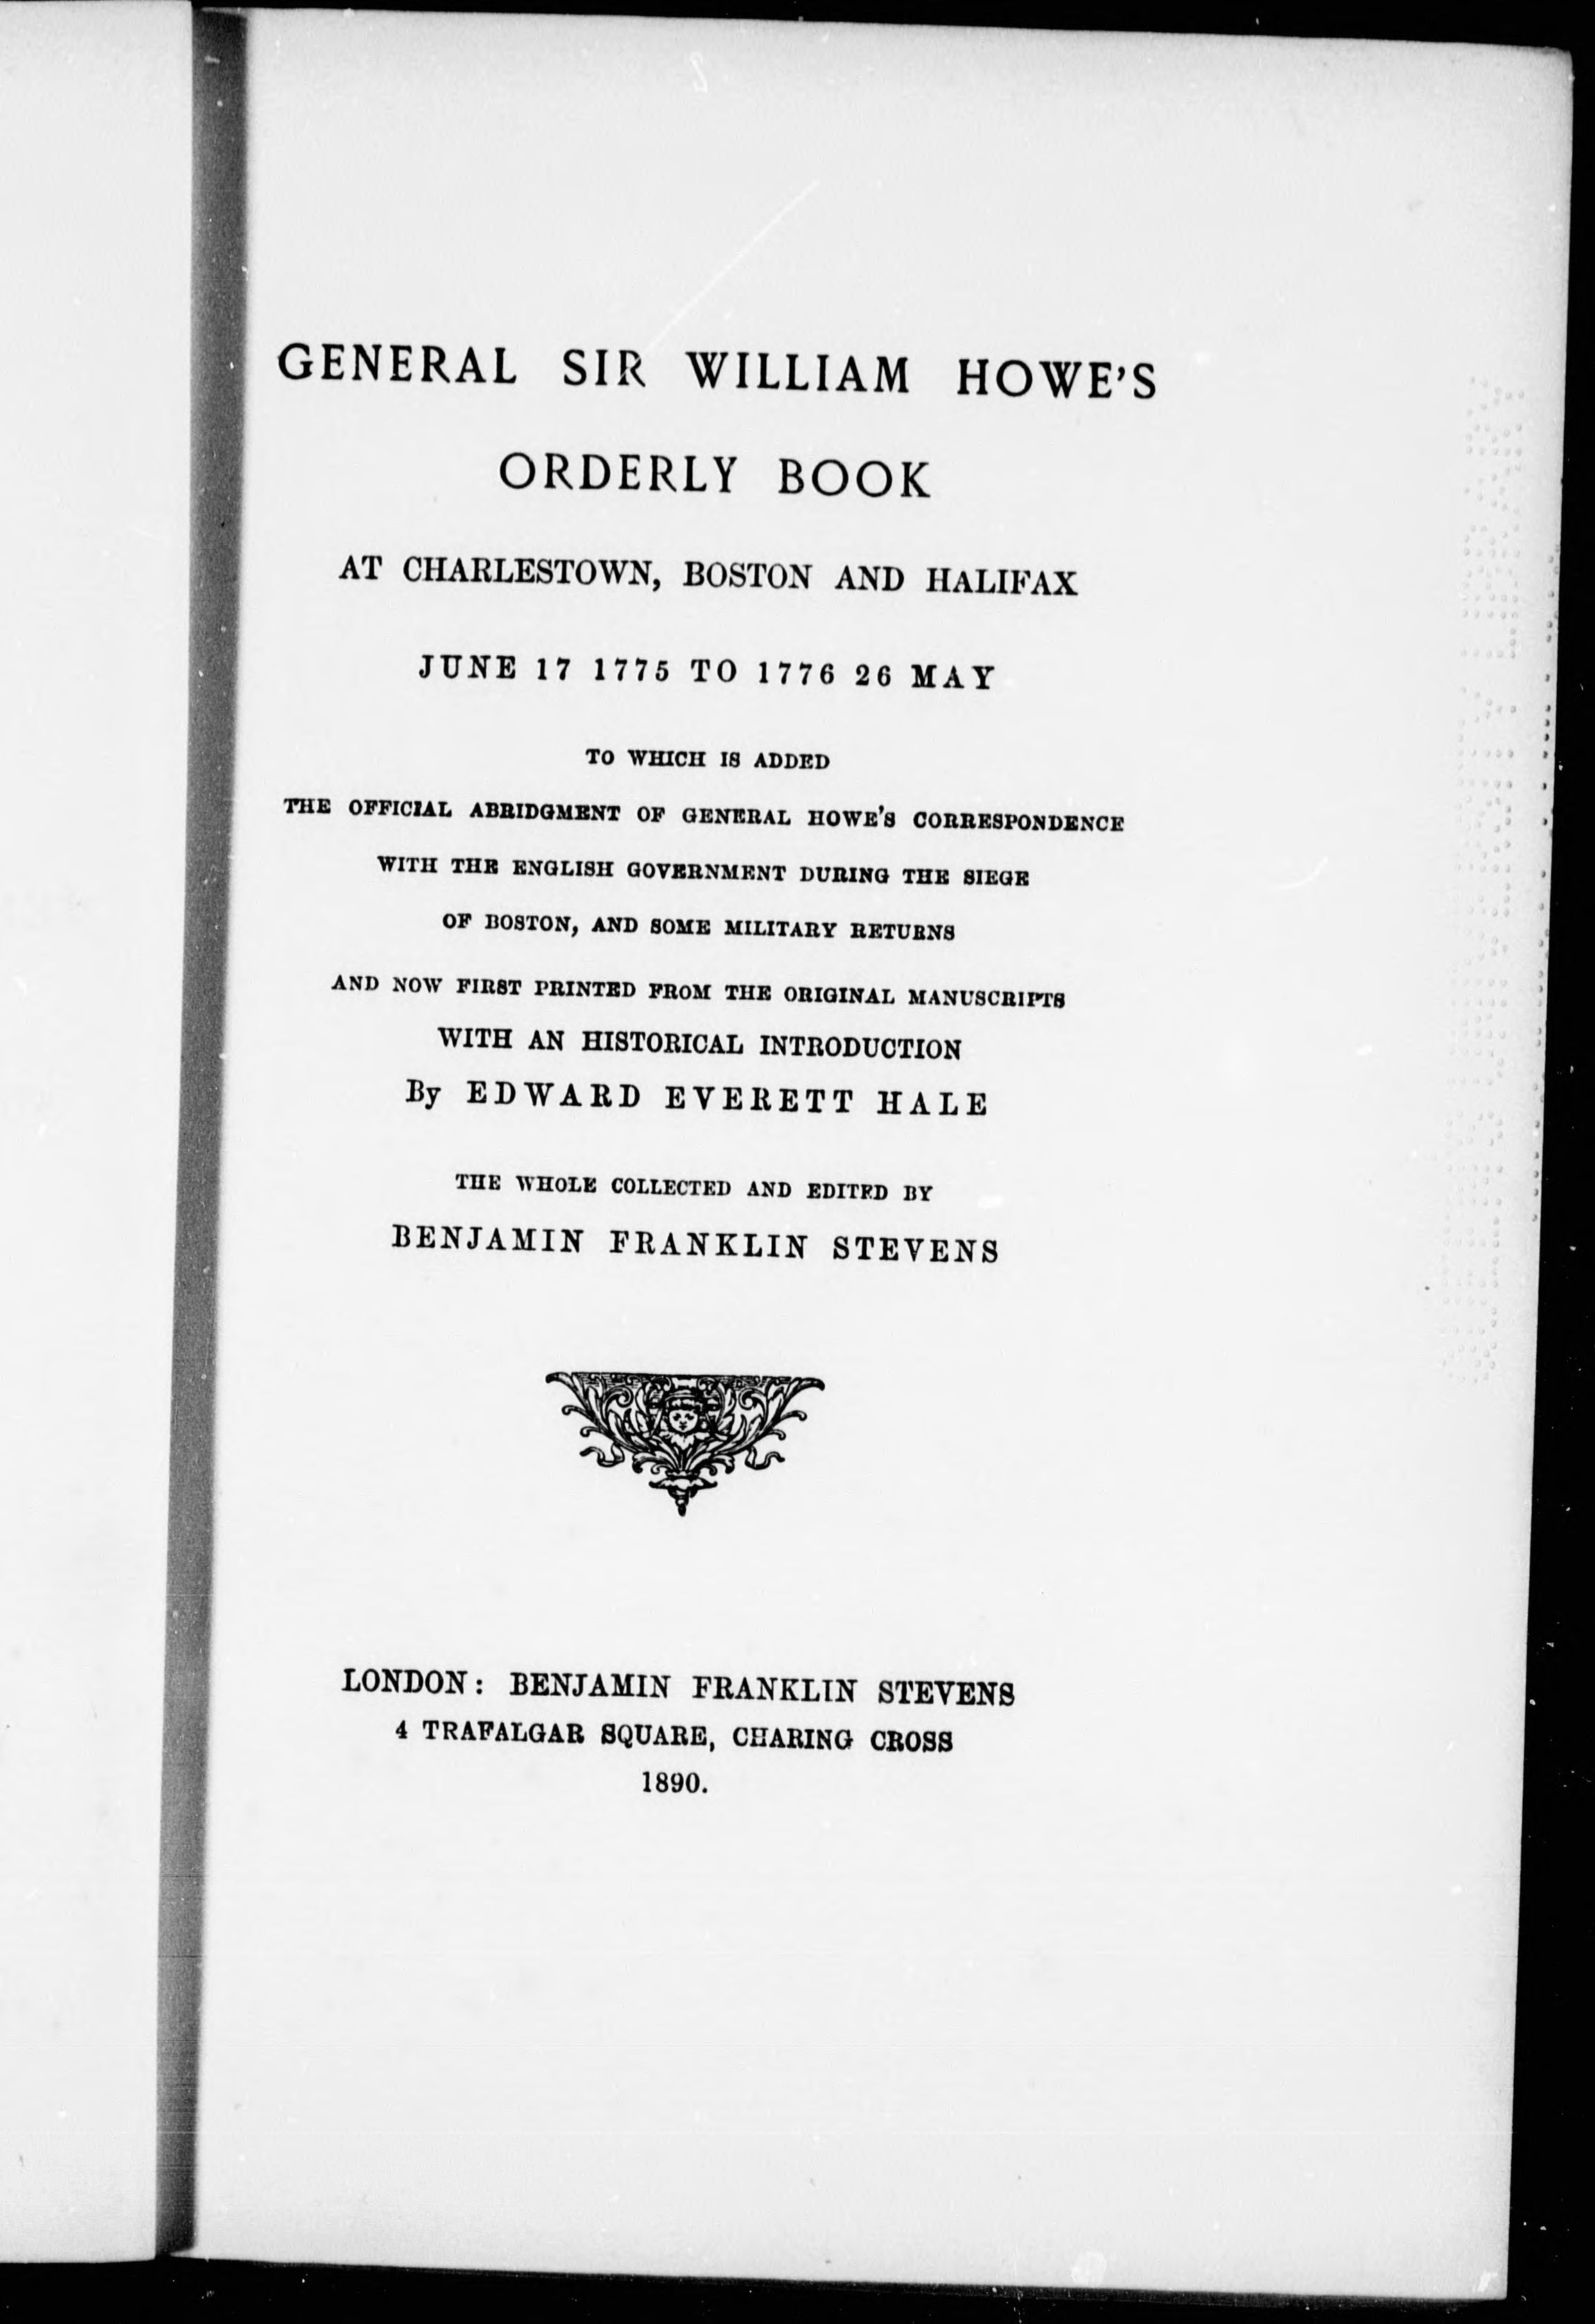 GENERAL SIR WILLIAM HOWE'S
ORDERLY BOOK
AT CHARLESTOWN, BOSTON AND HALIFAX
JUNE 17 1775 TO 1776 26 MAY
TO WHICH IS ADDED
THE OFFICIAL ABRIDGMENT OF GENERAL HOWE'S CORRESPONDENCE
WITH THE ENGLISH GOVERNMENT DURING THE SIEGE
OF BOSTON, AND SOME MILITARY RETURNS
AND NOW FIRST PRINTED FROM THE ORIGINAL MANUSCRIPTS
WITH AN HISTORICAL INTRODUCTION
By EDWARD EVERETT HALE
THE WHOLE COLLECTED AND EDITED BY
BENJAMIN FRANKLIN STEVENS
LONDON: BENJAMIN FRANKLIN STEVENS
4 TRAFALGAR SQUARE, CHARING CROSS
1890.